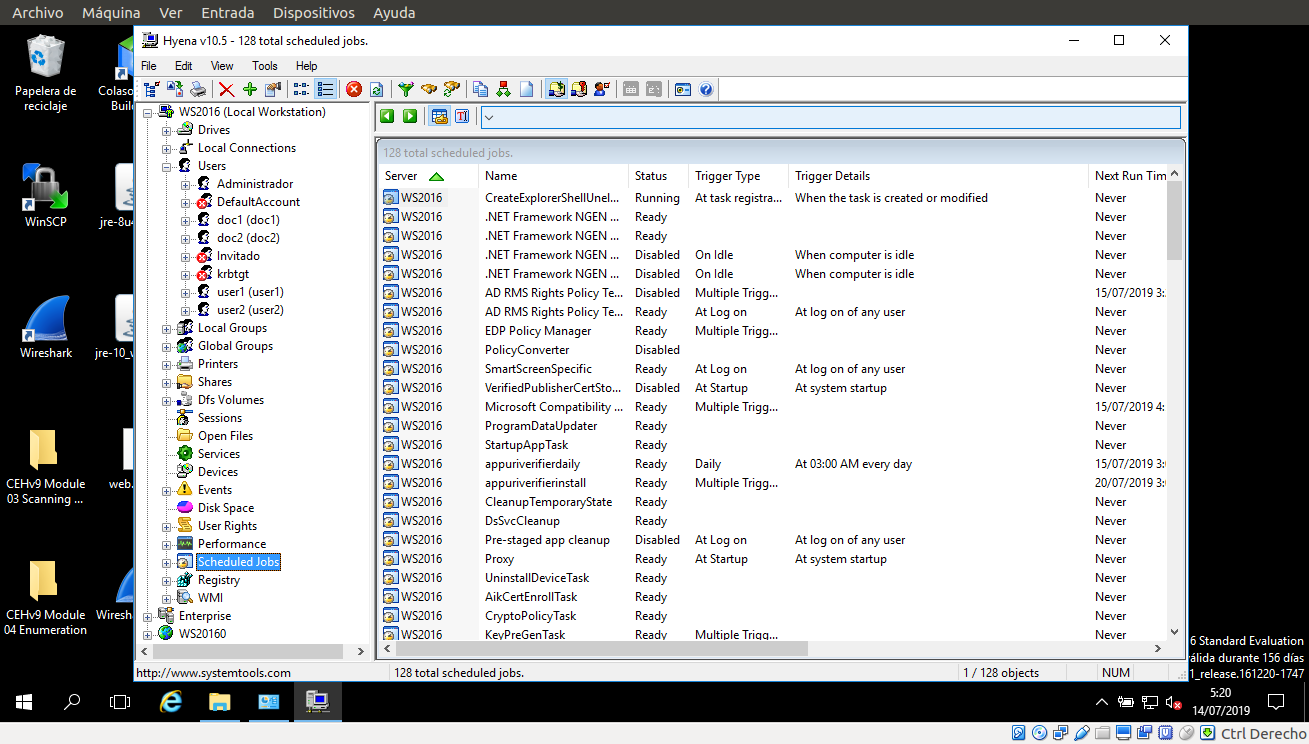 Archivo Máquina Ver Entrada Dispositivos Ayuda
Papelera de reciclaje
Colaso
Buil
WinSCP
jre-8u4
Wireshark
jre-10_w
CEHv9 Module 03 Scanning ...
web.
CEHv9 Module 04 Enumeration
Wiresha
Hyena v10.5 - 128 total scheduled jobs.
File Edit View Tools Help
WS2016 (Local Workstation)
Drives
Local Connections
Users
Administrador
DefaultAccount
doc1 (doc1)
doc2 (doc2)
Invitado
krbtgt
user1 (user1)
user2 (user2)
Local Groups
Global Groups
Printers
Shares
Dfs Volumes
Sessions
Open Files
Services
Devices
Events
Disk Space
User Rights
Performance
Scheduled Jobs
Registry
WMI
Enterprise
WS20160
128 total scheduled jobs.
Server Name Status Trigger Type Trigger Details Next Run Tim
WS2016 CreateExplorerShellUnel... Running At task registra... When the task is created or modified Never
WS2016 .NET Framework NGEN ... Ready Never
WS2016 .NET Framework NGEN ... Ready Never
WS2016 .NET Framework NGEN ... Disabled On Idle When computer is idle Never
WS2016 .NET Framework NGEN ... Disabled On Idle When computer is idle Never
WS2016 AD RMS Rights Policy Te... Disabled Multiple Trigg... 15/07/2019 3:
WS2016 AD RMS Rights Policy Te... Ready At Log on At log on of any user Never
WS2016 EDP Policy Manager Ready Multiple Trigg... Never
WS2016 PolicyConverter Disabled Never
WS2016 SmartScreenSpecific Ready At Log on At log on of any user Never
WS2016 VerifiedPublisherCertSto... Disabled At Startup At system startup Never
WS2016 Microsoft Compatibility ... Ready Multiple Trigg... 15/07/2019 4:
WS2016 ProgramDataUpdater Ready Never
WS2016 StartupAppTask Ready Never
WS2016 appuriverifierdaily Ready Daily At 03:00 AM every day 15/07/2019 3:
WS2016 appuriverifierinstall Ready Multiple Trigg... 20/07/2019 3:
WS2016 CleanupTemporaryState Ready Never
WS2016 DsSvcCleanup Ready Never
WS2016 Pre-staged app cleanup Disabled At Log on At log on of any user Never
WS2016 Proxy Ready At Startup At system startup Never
WS2016 UninstallDeviceTask Ready Never
WS2016 AikCertEnrollTask Ready Never
WS2016 CryptoPolicyTask Ready Never
WS2016 KeyPreGenTask Ready Multiple Trigg... Never
http://www.systemtools.com 128 total scheduled jobs. 1 / 128 objects NUM
6 Standard Evaluation
álida durante 156 días
1_release.161220-1747
5:20
14/07/2019
Ctrl Derecho